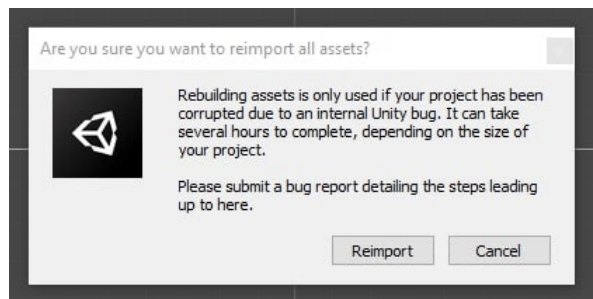 Are you sure you want to reimport all assets?
Rebuilding assets is only used if your project has been
corrupted due to an internal Unity bug. It can take
several hours to complete, depending on the size of
your project.
Please submit a bug report detailing the steps leading
up to here.
Reimport
Cancel